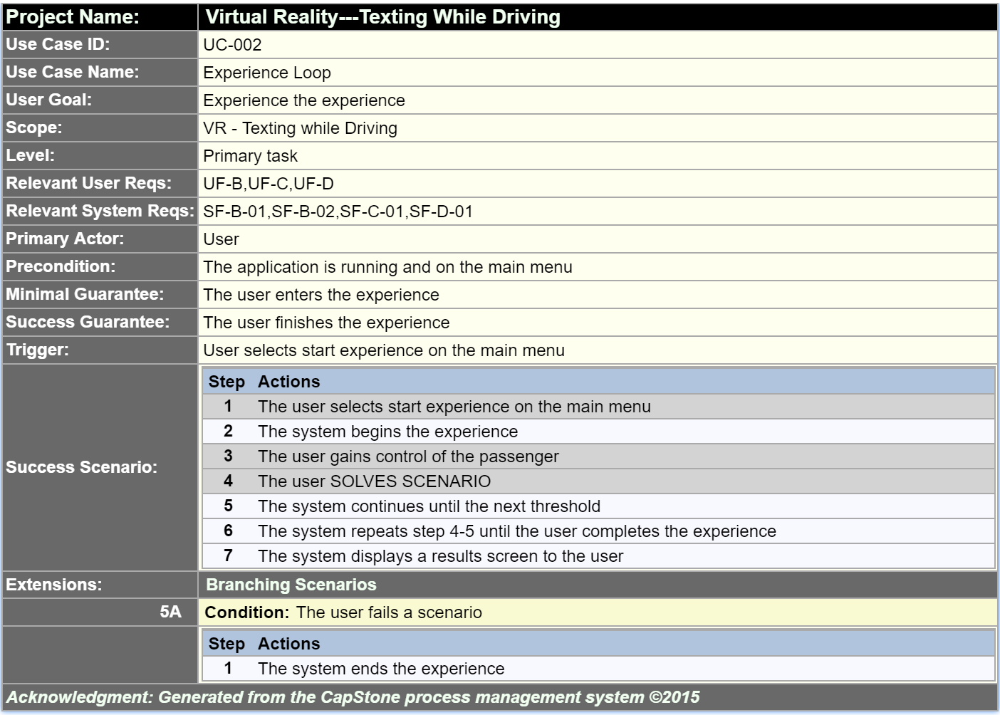 Project Name: Virtual Reality---Texting While Driving
Use Case ID: UC-002
Use Case Name: Experience Loop
User Goal: Experience the experience
Scope: VR - Texting while Driving
Level: Primary task
Relevant User Reqs: UF-B,UF-C,UF-D
Relevant System Reqs: SF-B-01,SF-B-02,SF-C-01,SF-D-01
Primary Actor: User
Precondition: The application is running and on the main menu
Minimal Guarantee: The user enters the experience
Success Guarantee: The user finishes the experience
Trigger: User selects start experience on the main menu
Success Scenario:
Step Actions
1 The user selects start experience on the main menu
2 The system begins the experience
3 The user gains control of the passenger
4 The user SOLVES SCENARIO
5 The system continues until the next threshold
6 The system repeats step 4-5 until the user completes the experience
7 The system displays a results screen to the user
Extensions: Branching Scenarios
5A Condition: The user fails a scenario
Step Actions
1 The system ends the experience
Acknowledgment: Generated from the CapStone process management system ©2015